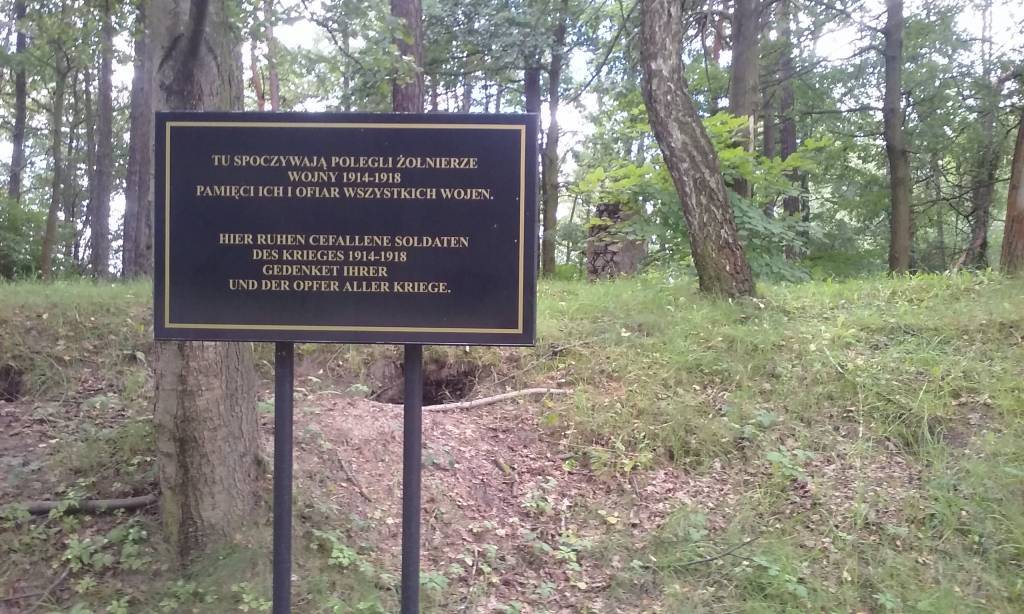 TU SPOCZYWAJĄ POLEGLI ŻOŁNIERZE
WOJNY 1914-1918
PAMIĘCI ICH I OFIAR WSZYSTKICH WOJEN.
HIER RUHEN CEFALLENE SOLDATEN
DES KRIEGES 1914-1918
GEDENKET IHRER
UND DER OPFER ALLER KRIEGE.